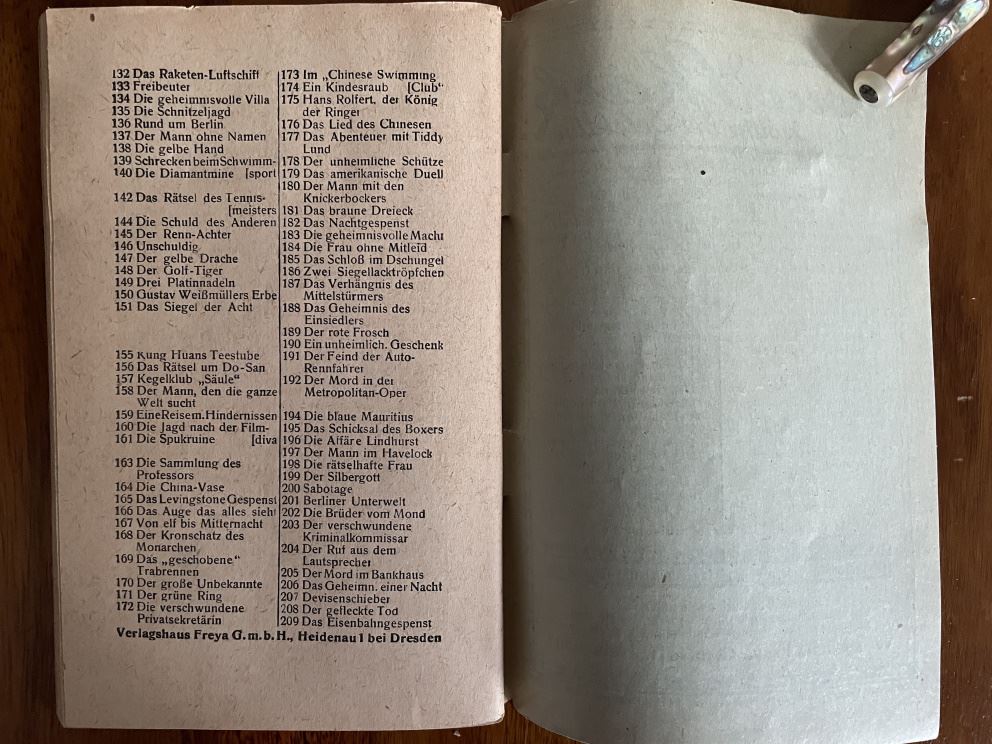 132 Das Raketen-Luftschiff
133 Freibeuter
134 Die geheimnisvolle Villa
135 Die Schnitzeljagd
136 Rund um Berlin
137 Der Mann ohne Namen
138 Die gelbe Hand
139 Schrecken beim Schwimm-
140 Die Diamantmine [sport
142 Das Rätsel des Tennis-
[meisters
144 Die Schuld des Anderen
145 Der Renn-Achter
146 Unschuldig
147 Der gelbe Drache
148 Der Golf-Tiger
149 Drei Platinnadeln
150 Gustav Weißmüllers Erbe
151 Das Siegel der Acht
155 Kung Huans Teestube
156 Das Rätsel um Do-San
157 Kegelklub „Säule“
158 Der Mann, den die ganze
Welt sucht
159 Eine Reise m. Hindernissen
160 Die Jagd nach der Film-
161 Die Spukruine [diva
163 Die Sammlung des
Professors
164 Die China-Vase
165 Das Levingstone Gespenst
166 Das Auge das alles sieht
167 Von elf bis Mitternacht
168 Der Kronschatz des
Monarchen
169 Das „geschobene“
Trabrennen
170 Der große Unbekannte
171 Der grüne Ring
172 Die verschwundene
Privatsekretärin
173 Im „Chinese Swimming
174 Ein Kindesraub [Club“
175 Hans Rolfert, der König
der Ringer
176 Das Lied des Chinesen
177 Das Abenteuer mit Tiddy
Lund
178 Der unheimliche Schütze
179 Das amerikanische Duell
180 Der Mann mit den
Knickerbockers
181 Das braune Dreieck
182 Das Nachtgespenst
183 Die geheimnisvolle Macht
184 Die Frau ohne Mitleid
185 Das Schloß im Dschungel
186 Zwei Siegellacktröpfchen
187 Das Verhängnis des
Mittelstürmers
188 Das Geheimnis des
Einsiedlers
189 Der rote Frosch
190 Ein unheimlich. Geschenk
191 Der Feind der Auto-
Rennfahrer
192 Der Mord in der
Metropolitan-Oper
194 Die blaue Mauritius
195 Das Schicksal des Boxers
196 Die Affäre Lindhurst
197 Der Mann im Havelock
198 Die rätselhafte Frau
199 Der Silbergott
200 Sabotage
201 Berliner Unterwelt
202 Die Brüder vom Mond
203 Der verschwundene
Kriminalkommissar
204 Der Ruf aus dem
Lautsprecher
205 Der Mord im Bankhaus
206 Das Geheimn. einer Nacht
207 Devisenschieber
208 Der gefleckte Tod
209 Das Eisenbahngespenst
Verlagshaus Freya G.m.b.H., Heidenau 1 bei Dresden